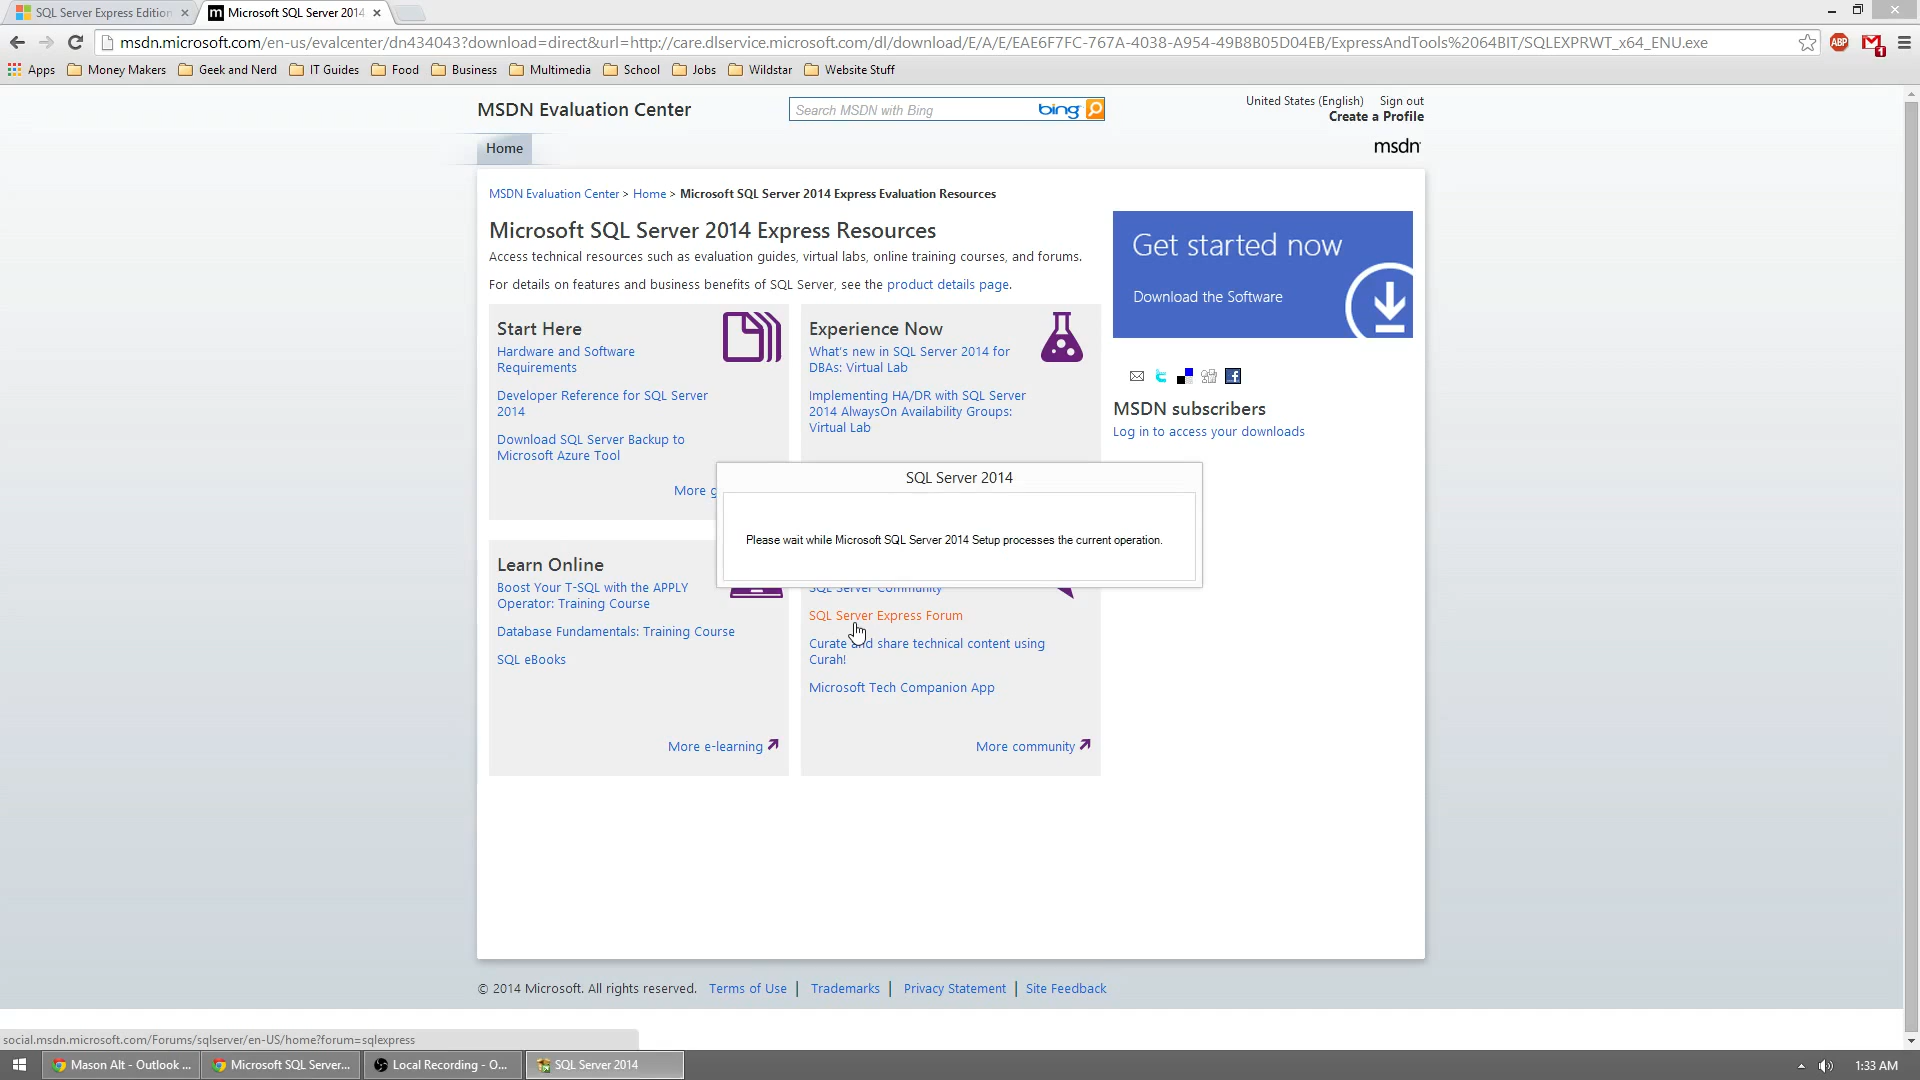 SQL Server Express Edition
Microsoft SQL Server 2014
msdn.microsoft.com/en-us/evalcenter/dn434043?download=direct&url=http://care.dlservice.microsoft.com/dl/download/E/A/E/EAE6F7FC-767A-4038-A954-49B8B05D04EB/ExpressAndTools%2064BIT/SQLEXPRWT_x64_ENU.exe
ABP
1
Apps Money Makers Geek and Nerd IT Guides Food Business Multimedia School Jobs Wildstar Website Stuff
MSDN Evaluation Center
Search MSDN with Bing
bing
United States (English) Sign out
Create a Profile
Home
msdn
MSDN Evaluation Center > Home > Microsoft SQL Server 2014 Express Evaluation Resources
Microsoft SQL Server 2014 Express Resources
Access technical resources such as evaluation guides, virtual labs, online training courses, and forums.
For details on features and business benefits of SQL Server, see the product details page.
Start Here
Hardware and Software
Requirements
Developer Reference for SQL Server
2014
Download SQL Server Backup to
Microsoft Azure Tool
More g
Experience Now
What's new in SQL Server 2014 for
DBAs: Virtual Lab
Implementing HA/DR with SQL Server
2014 AlwaysOn Availability Groups:
Virtual Lab
Get started now
Download the Software
MSDN subscribers
Log in to access your downloads
SQL Server 2014
Please wait while Microsoft SQL Server 2014 Setup processes the current operation.
Learn Online
Boost Your T-SQL with the APPLY
Operator: Training Course
Database Fundamentals: Training Course
SQL eBooks
More e-learning
SQL Server Community
SQL Server Express Forum
Curate and share technical content using
Curah!
Microsoft Tech Companion App
More community
© 2014 Microsoft. All rights reserved. Terms of Use | Trademarks | Privacy Statement | Site Feedback
social.msdn.microsoft.com/Forums/sqlserver/en-US/home?forum=sqlexpress
Mason Alt - Outlook ...
Microsoft SQL Server...
Local Recording - O...
SQL Server 2014
1:33 AM